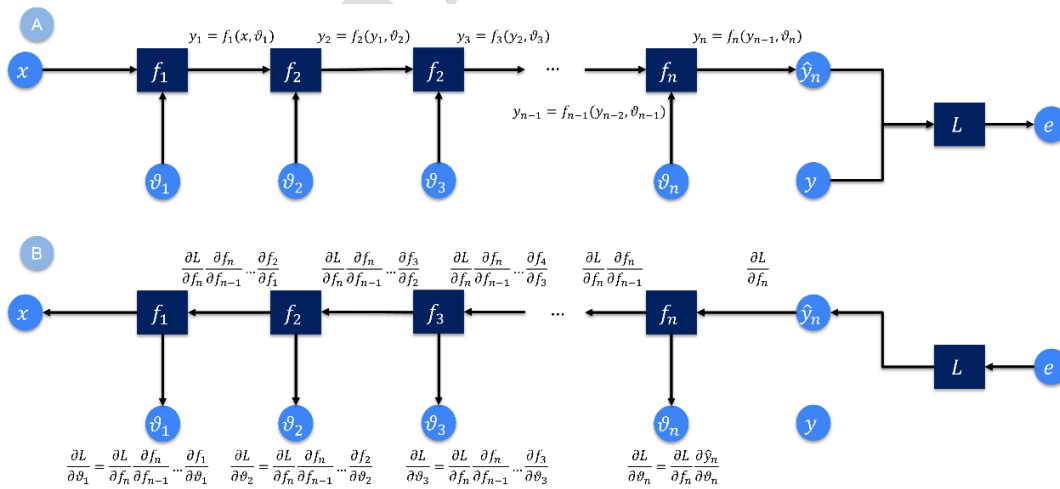 A
y₁ = f₁(x, ϑ₁) y₂ = f₂(y₁, ϑ₂) y₃ = f₃(y₂, ϑ₃) yₙ = fₙ(yₙ₋₁, ϑₙ)
x f₁ f₂ f₂ ... fₙ ŷₙ
yₙ₋₁ = fₙ₋₁(yₙ₋₂, ϑₙ₋₁)
L e
ϑ₁ ϑ₂ ϑ₃ ϑₙ y
B
∂L/∂fₙ ∂fₙ/∂fₙ₋₁ ... ∂f₂/∂f₁ ∂L/∂fₙ ∂fₙ/∂fₙ₋₁ ... ∂f₃/∂f₂ ∂L/∂fₙ ∂fₙ/∂fₙ₋₁ ... ∂f₄/∂f₃ ∂L/∂fₙ ∂fₙ/∂fₙ₋₁ ∂L/∂fₙ
x f₁ f₂ f₃ ... fₙ ŷₙ
L e
ϑ₁ ϑ₂ ϑ₃ ϑₙ y
∂L/∂ϑ₁ = ∂L/∂fₙ ∂fₙ/∂fₙ₋₁ ... ∂f₁/∂ϑ₁ ∂L/∂ϑ₂ = ∂L/∂fₙ ∂fₙ/∂fₙ₋₁ ... ∂f₂/∂ϑ₂ ∂L/∂ϑ₃ = ∂L/∂fₙ ∂fₙ/∂fₙ₋₁ ... ∂f₃/∂ϑ₃ ∂L/∂ϑₙ = ∂L/∂fₙ ∂ŷₙ/∂ϑₙ